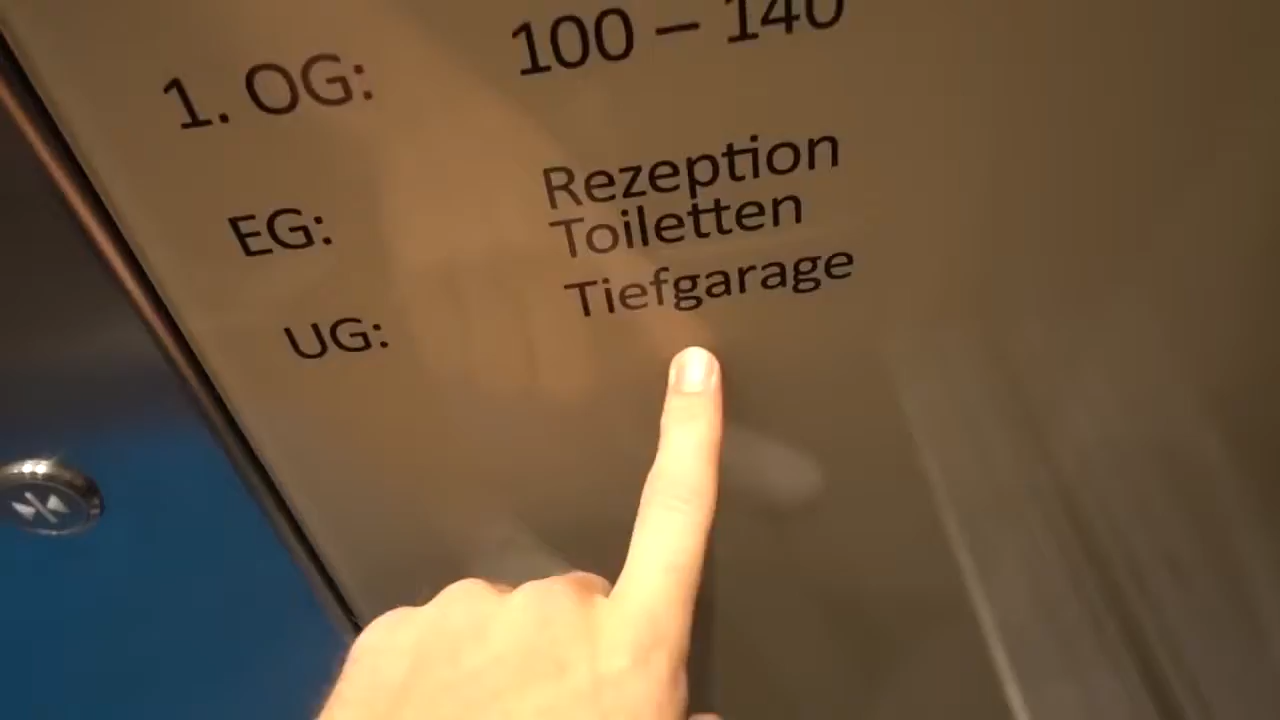 1. OG: 100 – 140
EG: Rezeption
Toiletten
UG: Tiefgarage